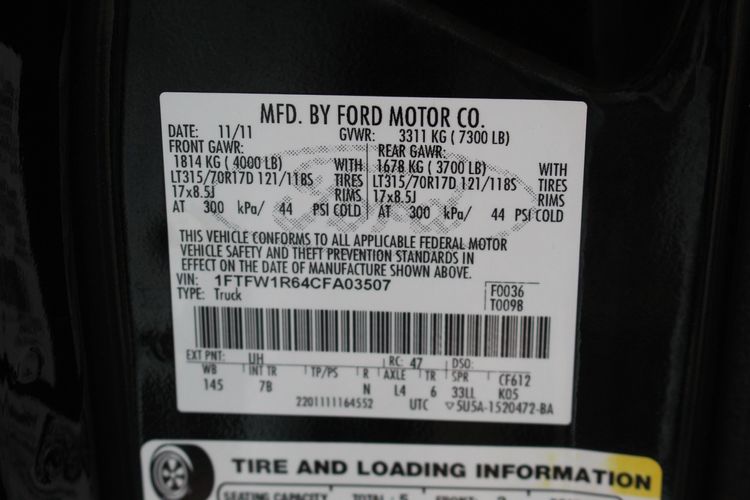 MFD. BY FORD MOTOR CO.
DATE: 11/11 GVWR: 3311 KG ( 7300 LB)
FRONT GAWR: REAR GAWR:
1814 KG ( 4000 LB) WITH 1678 KG ( 3700 LB) WITH
LT315/70R17D 121/118S TIRES LT315/70R17D 121/118S TIRES
17x8.5J RIMS 17x8.5J RIMS
AT 300 kPa/ 44 PSI COLD AT 300 kPa/ 44 PSI COLD
THIS VEHICLE CONFORMS TO ALL APPLICABLE FEDERAL MOTOR
VEHICLE SAFETY AND THEFT PREVENTION STANDARDS IN
EFFECT ON THE DATE OF MANUFACTURE SHOWN ABOVE.
VIN: 1FTFW1R64CFA03507 F0036
TYPE: Truck T0098
EXT PNT: UH RC: 47 DSO:
WB INT TR TP/PS R AXLE TR SPR CF612
145 7B N L4 6 33LL K05
2201111164552 UTC ▽5U5A-1520472-BA
TIRE AND LOADING INFORMATION
SEATING CAPACITY TOTAL: 5 FRONT: 2